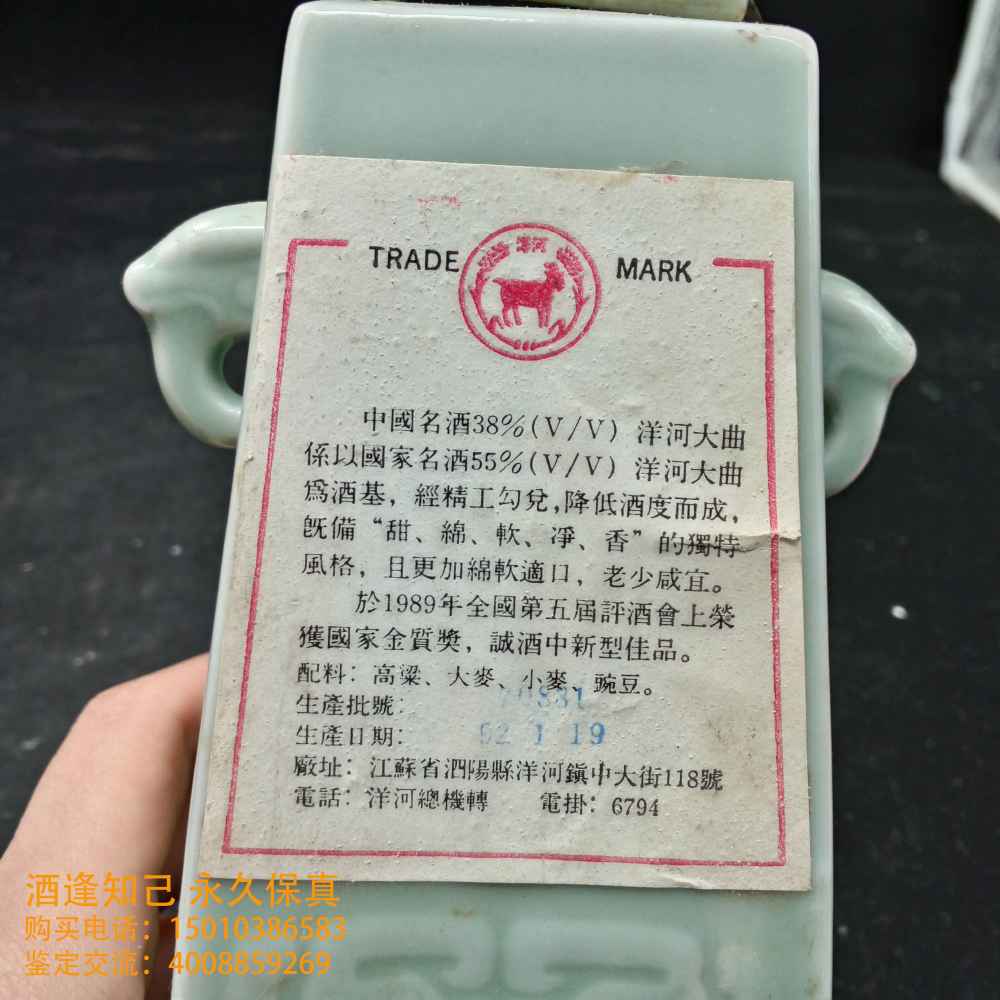 TRADE MARK
洋河
中國名酒38%(V/V) 洋河大曲
係以國家名酒55%(V/V) 洋河大曲
爲酒基，經精工勾兌,降低酒度而成，
旣備“甜、綿、軟、凈、香”的獨特
風格，且更加綿軟適口，老少咸宜。
於1989年全國第五屆評酒會上榮
獲國家金質獎，誠酒中新型佳品。
配料：高粱、大麥、小麥、豌豆。
生產批號：
生產日期： 92 1 19
廠址：江蘇省泗陽縣洋河鎭中大街118號
電話：洋河總機轉 電掛：6794
酒逢知己 永久保真
购买电话：15010386583
鉴定交流：4008859269